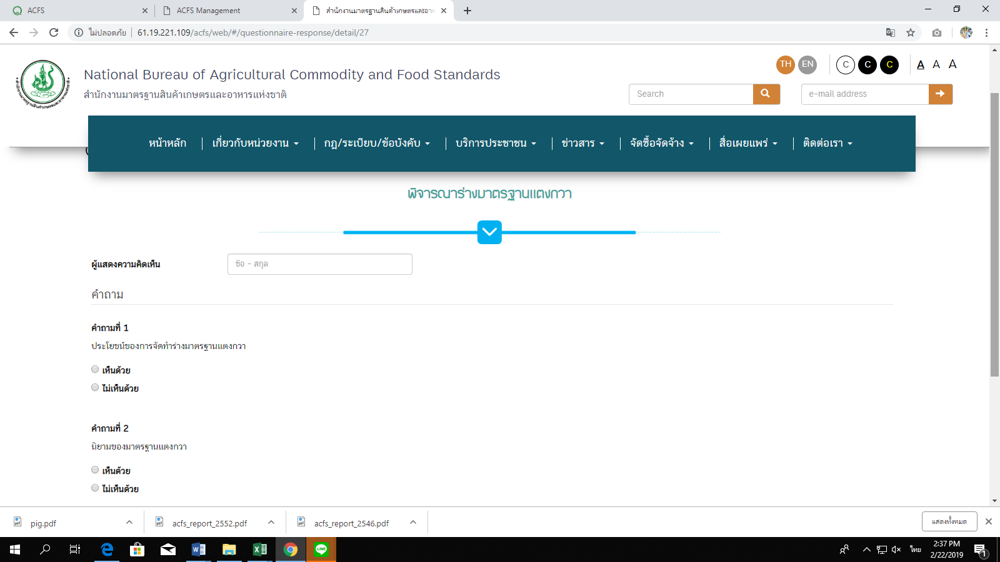 ACFS
ACFS Management
สำนักงานมาตรฐานสินค้าเกษตรและอาห
ไม่ปลอดภัย
61.19.221.109/acfs/web/#/questionnaire-response/detail/27
National Bureau of Agricultural Commodity and Food Standards
สำนักงานมาตรฐานสินค้าเกษตรและอาหารแห่งชาติ
TH EN C C C A A A
Search
e-mail address
หน้าหลัก เกี่ยวกับหน่วยงาน กฎ/ระเบียบ/ข้อบังคับ บริการประชาชน ข่าวสาร จัดซื้อจัดจ้าง สื่อเผยแพร่ ติดต่อเรา
พิจารณาร่างมาตรฐานแตงกวา
ผู้แสดงความคิดเห็น
ชื่อ - สกุล
คำถาม
คำถามที่ 1
ประโยชน์ของการจัดทำร่างมาตรฐานแตงกวา
เห็นด้วย
ไม่เห็นด้วย
คำถามที่ 2
นิยามของมาตรฐานแตงกวา
เห็นด้วย
ไม่เห็นด้วย
pig.pdf
acfs_report_2552.pdf
acfs_report_2546.pdf
แสดงทั้งหมด
ไทย
2:37 PM
2/22/2019
1